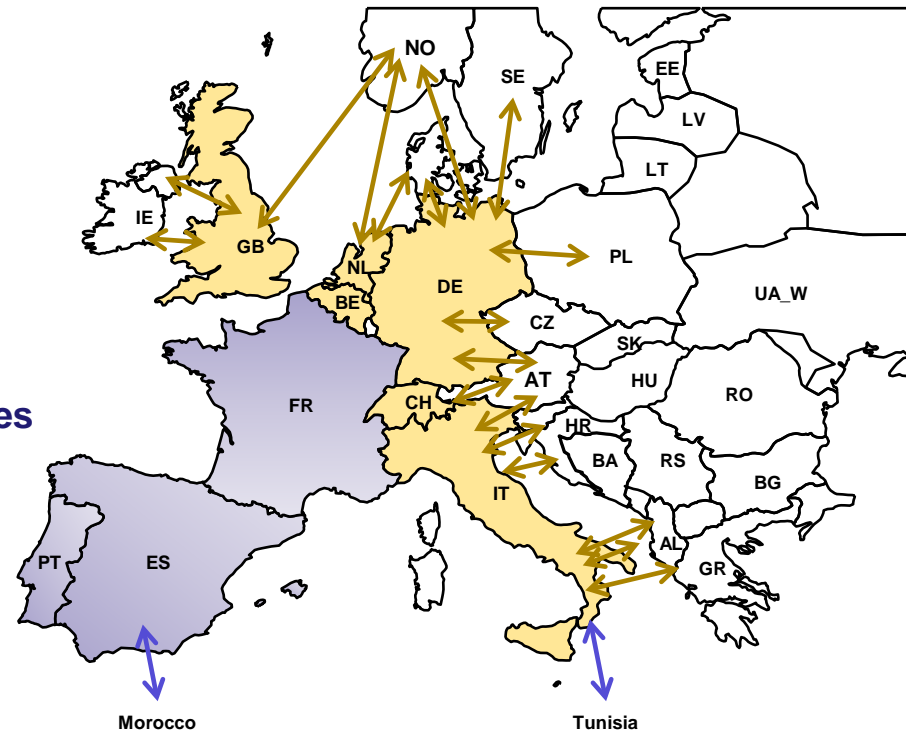 NO
SE
EE
LV
LT
IE
GB
NL
DE
PL
BE
UA_W
CZ
SK
AT
HU
CH
RO
FR
es
HR
BA
RS
BG
IT
PT
ES
AL
GR
Morocco
Tunisia